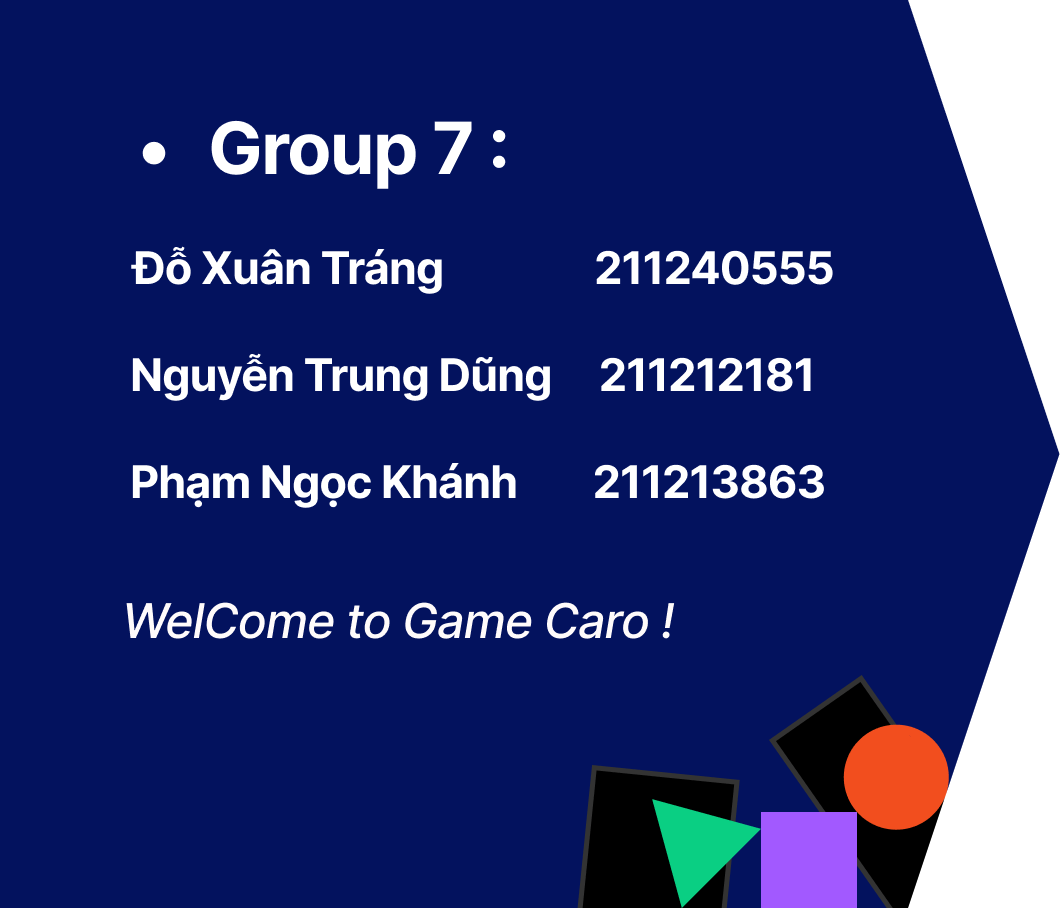 • Group 7 :
Đỗ Xuân Tráng 211240555
Nguyễn Trung Dũng 211212181
Phạm Ngọc Khánh 211213863
WelCome to Game Caro !